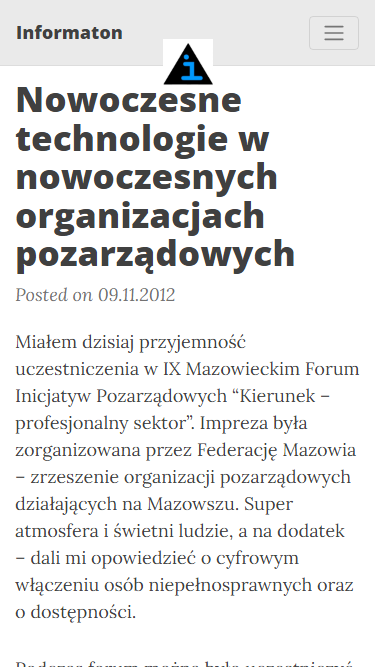 Informaton
i
Nowoczesne
technologie w
nowoczesnych
organizacjach
pozarządowych
Posted on 09.11.2012
Miałem dzisiaj przyjemność
uczestniczenia w IX Mazowieckim Forum
Inicjatyw Pozarządowych “Kierunek –
profesjonalny sektor”. Impreza była
zorganizowana przez Federację Mazowia
– zrzeszenie organizacji pozarządowych
działających na Mazowszu. Super
atmosfera i świetni ludzie, a na dodatek
– dali mi opowiedzieć o cyfrowym
włączeniu osób niepełnosprawnych oraz
o dostępności.